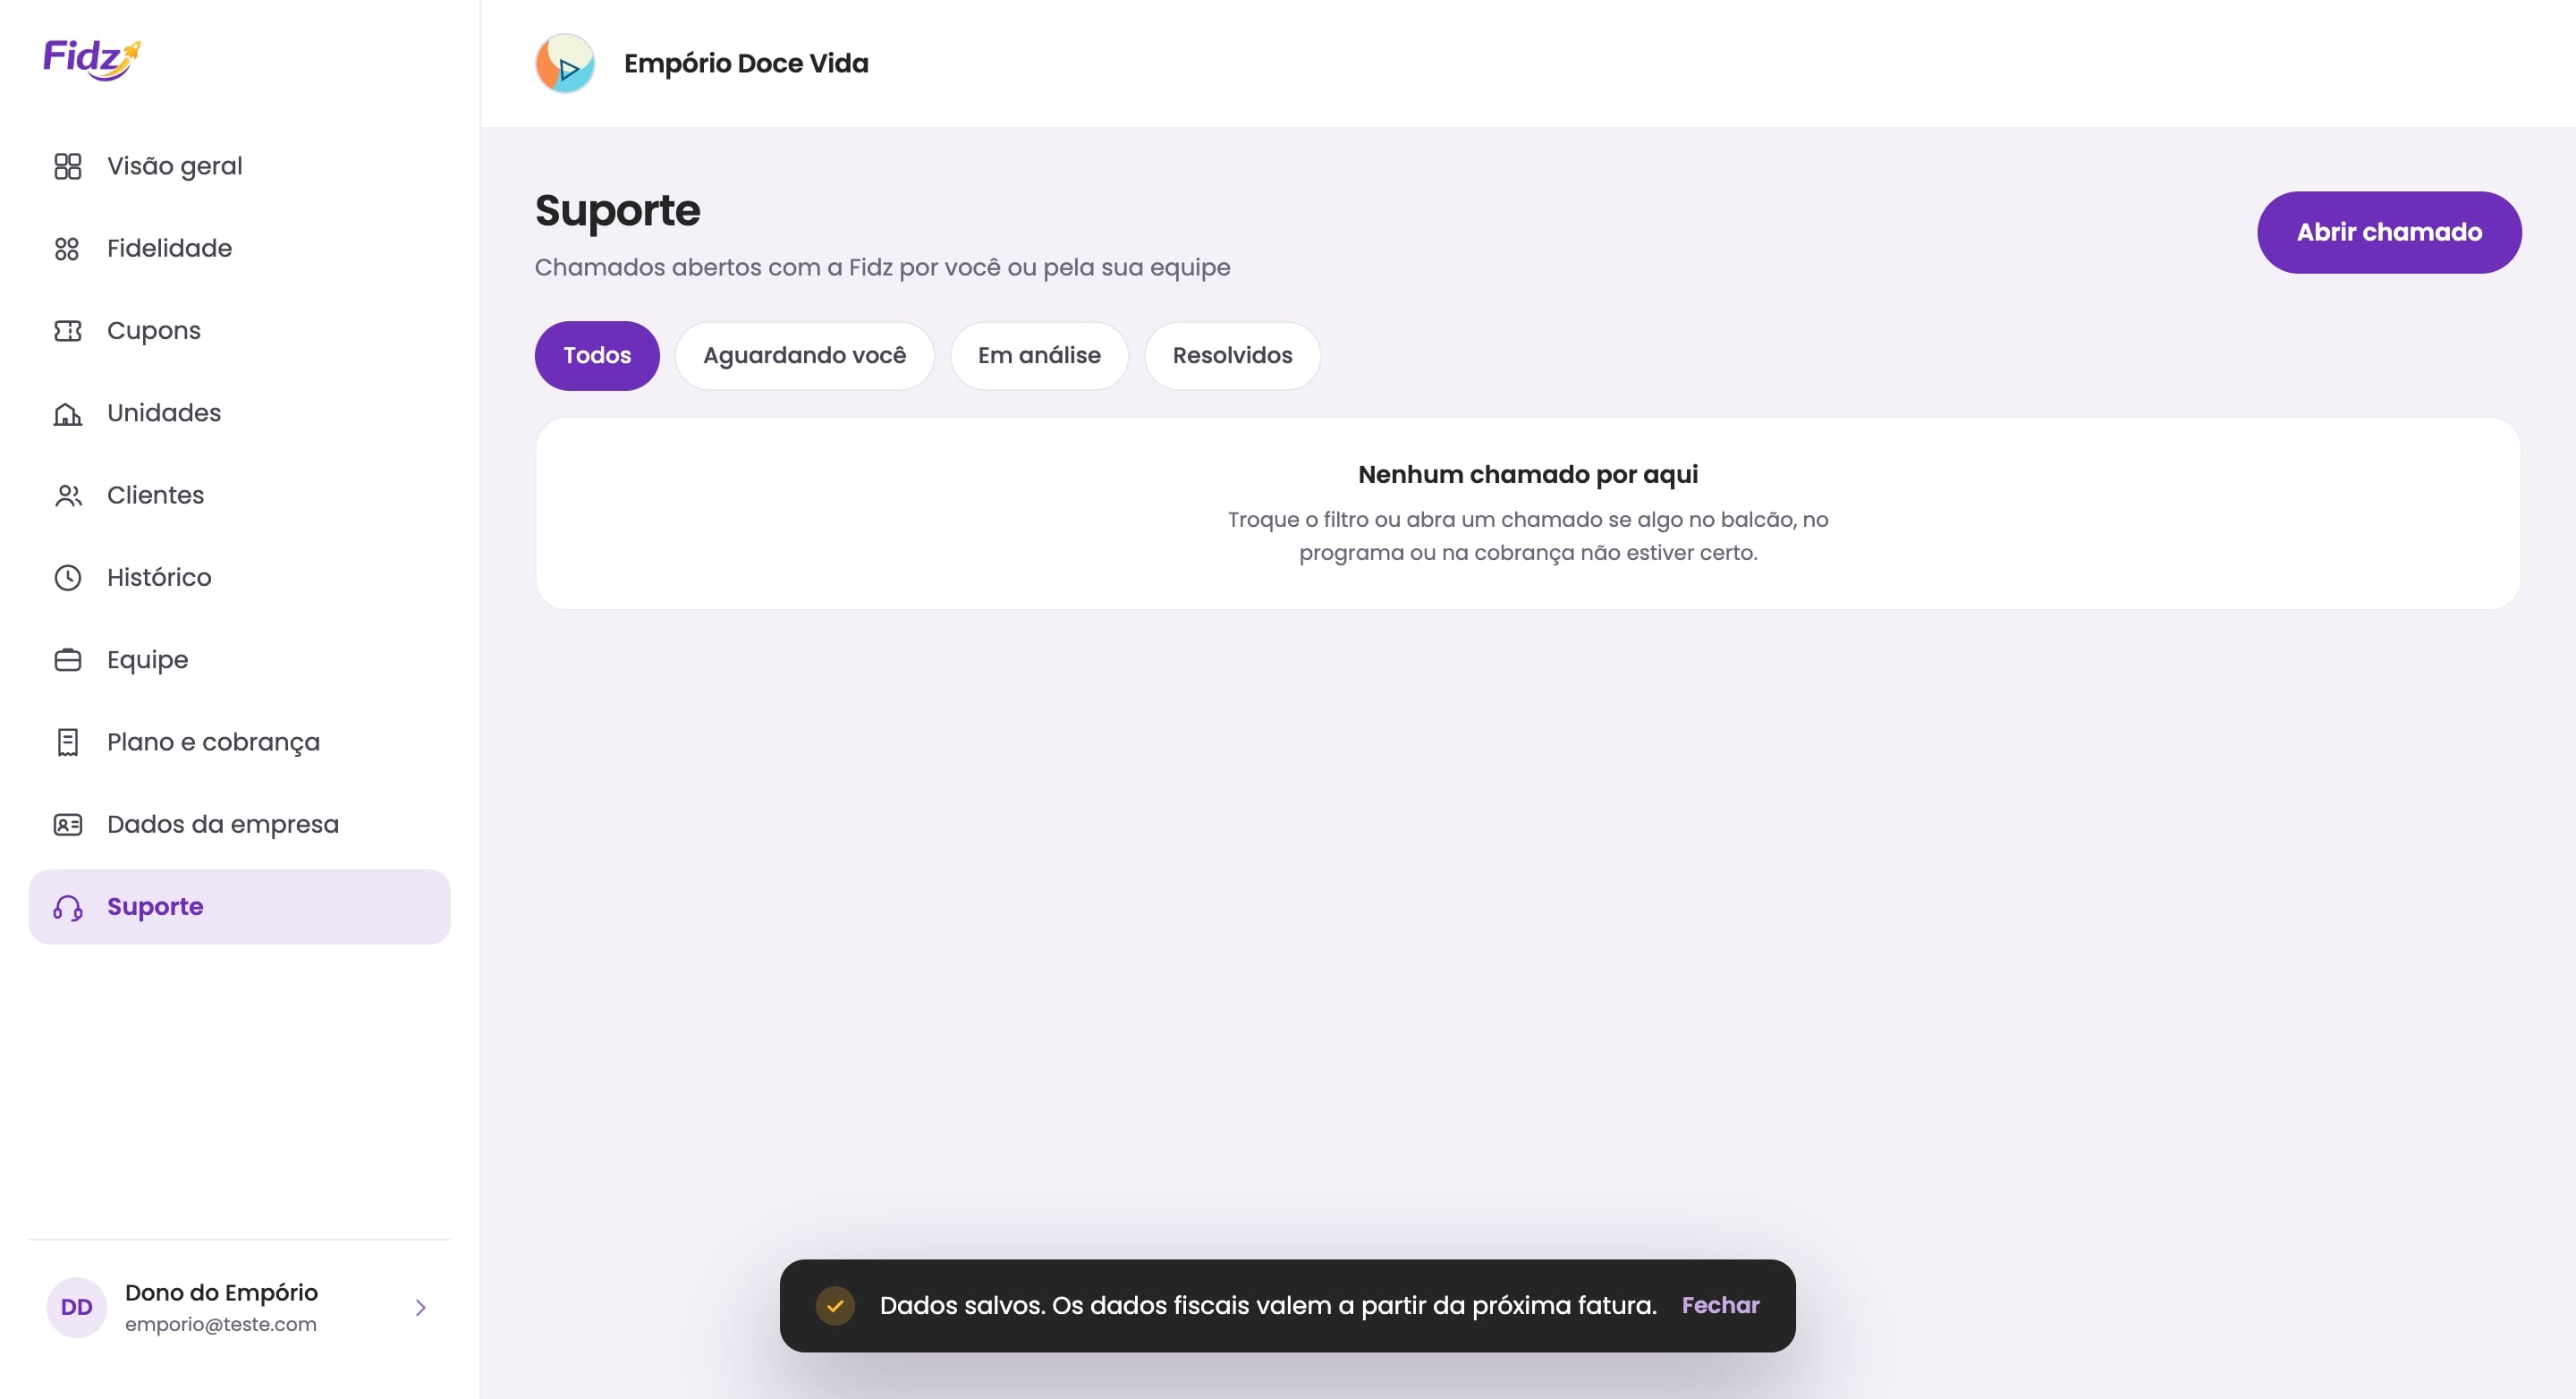 Fidz
Visão geral
Fidelidade
Cupons
Unidades
Clientes
Histórico
Equipe
Plano e cobrança
Dados da empresa
Suporte
DD
Dono do Empório
emporio@teste.com
Empório Doce Vida
Suporte
Chamados abertos com a Fidz por você ou pela sua equipe
Abrir chamado
Todos
Aguardando você
Em análise
Resolvidos
Nenhum chamado por aqui
Troque o filtro ou abra um chamado se algo no balcão, no
programa ou na cobrança não estiver certo.
Dados salvos. Os dados fiscais valem a partir da próxima fatura.
Fechar